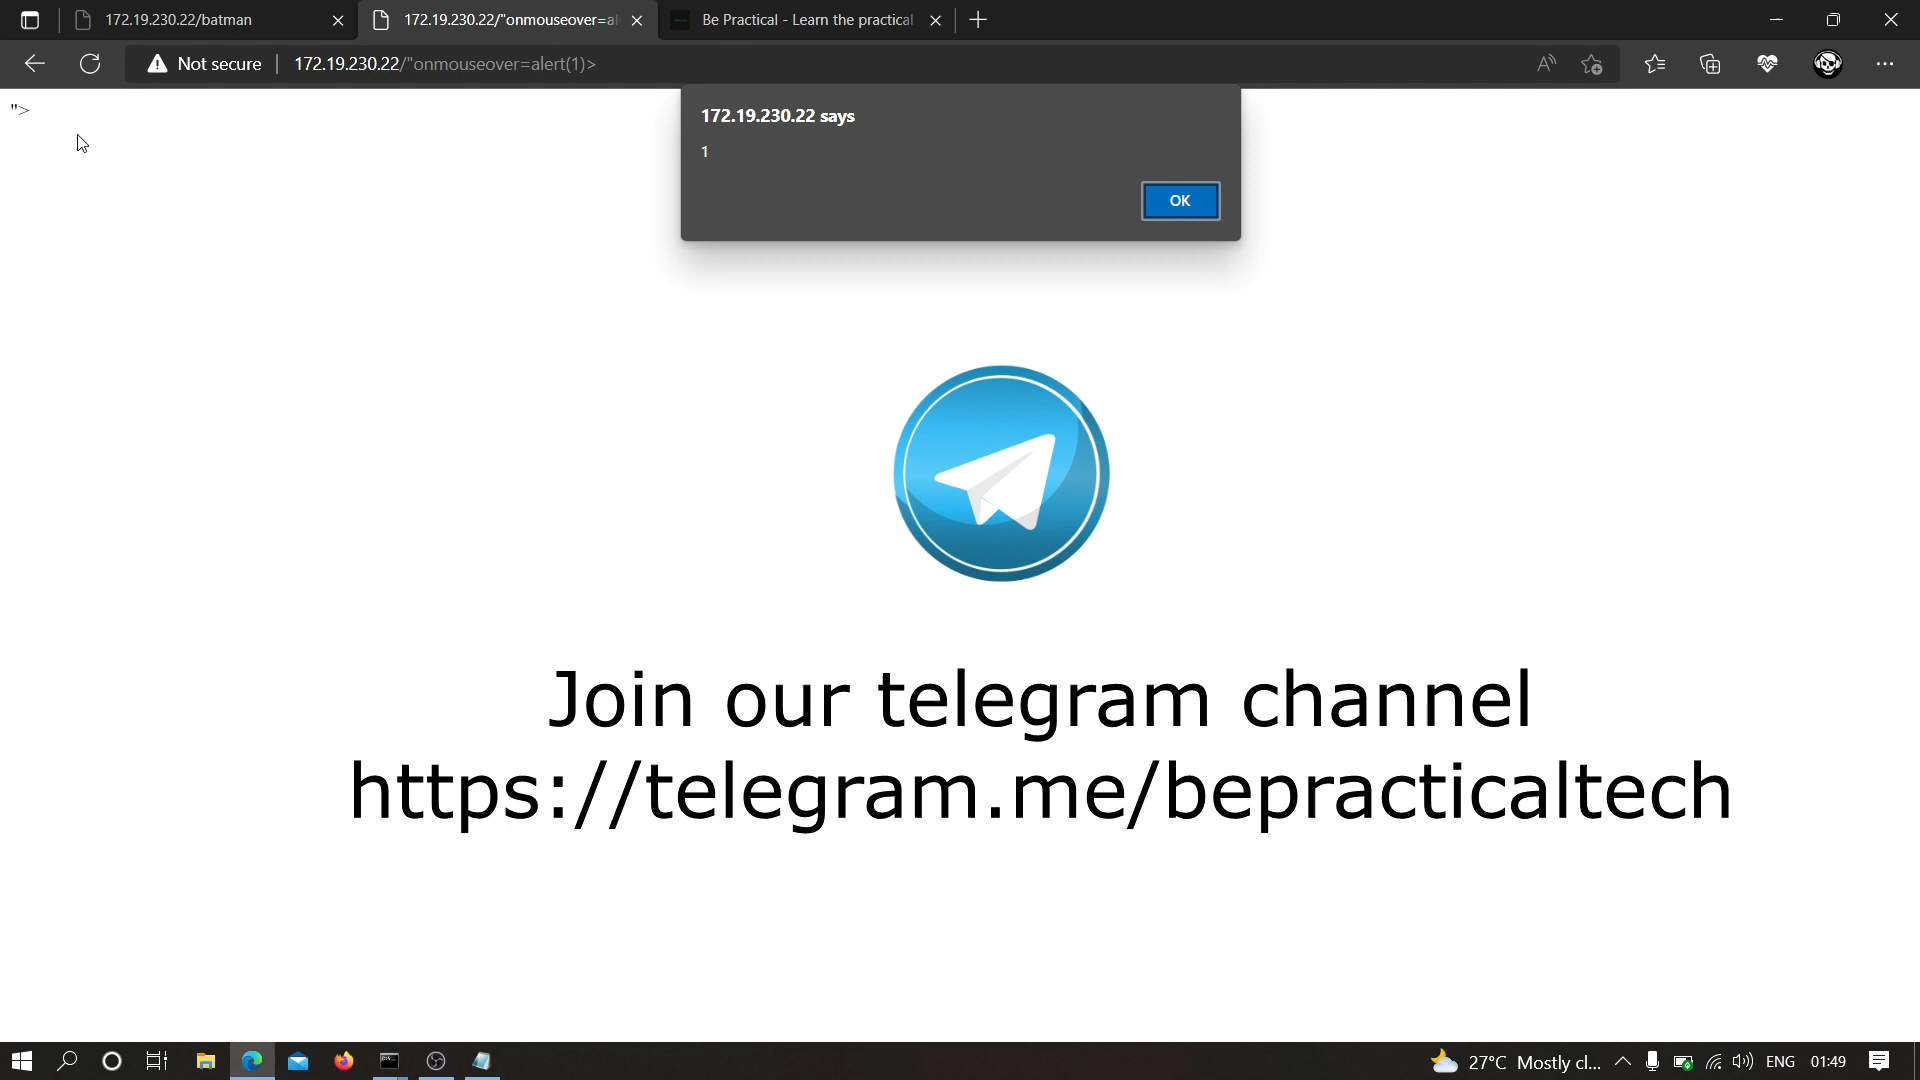 172.19.230.22/batman
172.19.230.22/"onmouseover=al
Be Practical - Learn the practical
Not secure
172.19.230.22/"onmouseover=alert(1)>
">
172.19.230.22 says
1
OK
Join our telegram channel
https://telegram.me/bepracticaltech
27°C Mostly cl...
ENG
01:49